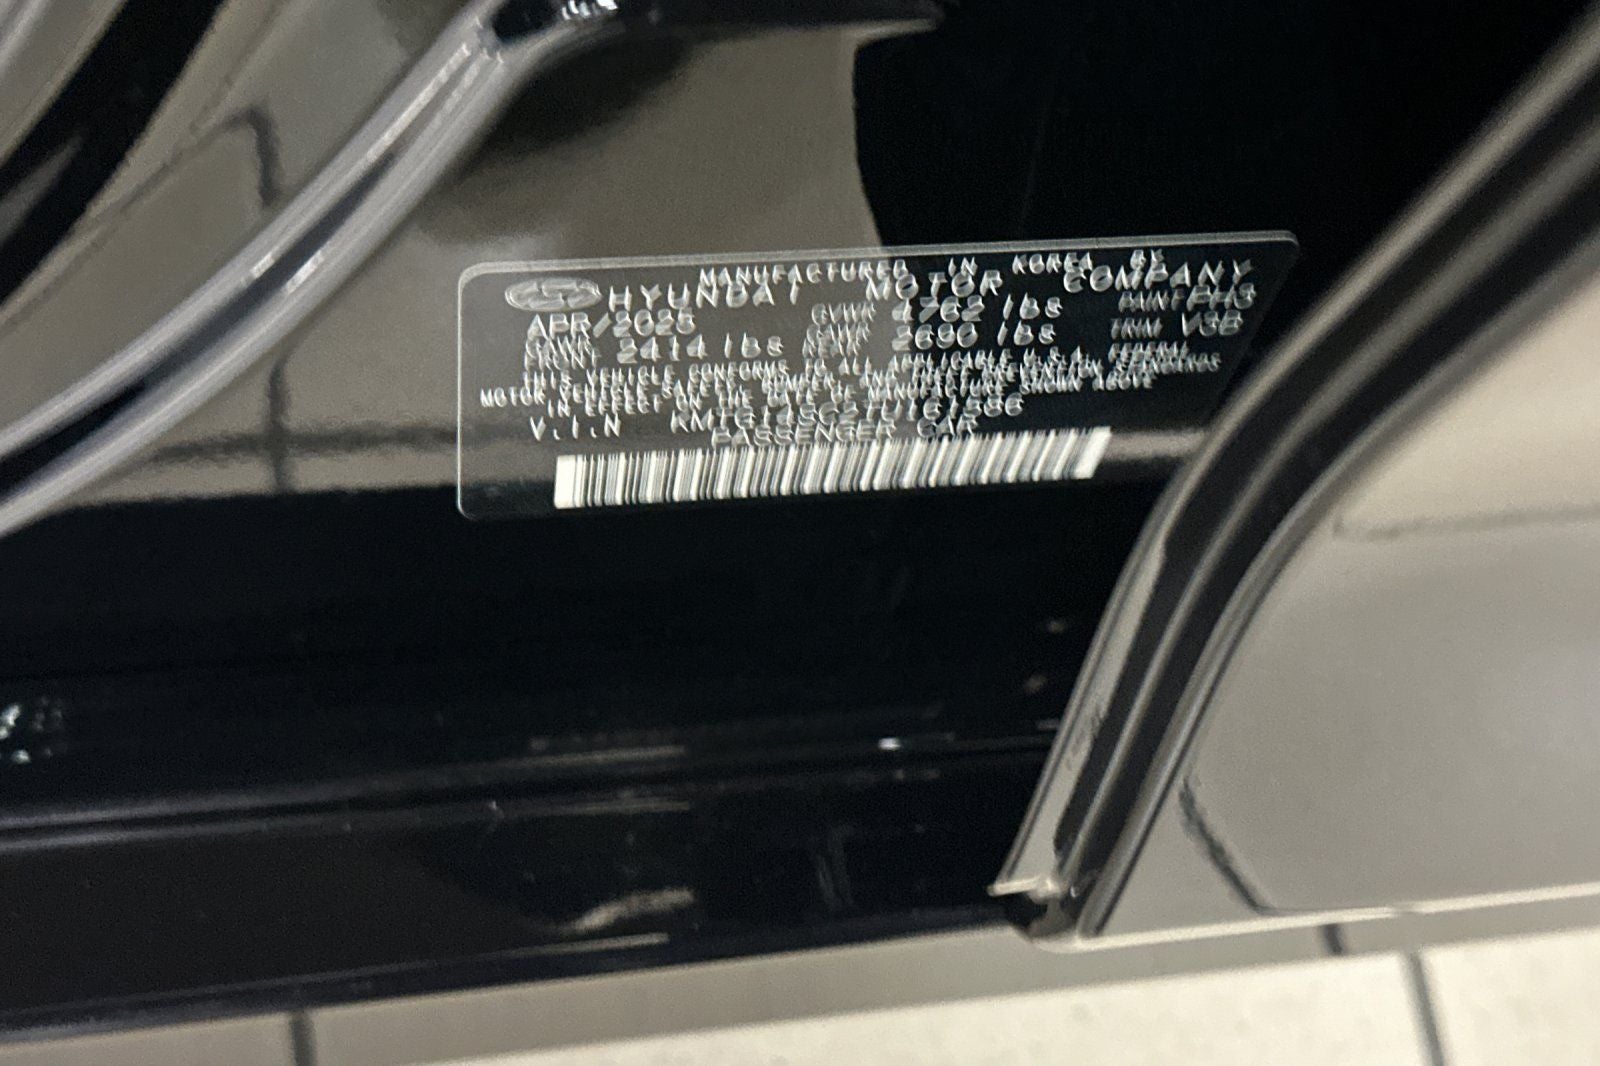 MANUFACTURED IN KOREA BY
HYUNDAI MOTOR COMPANY
APR/2025 GVWR 4762 lbs PAINT PH3
GAWR FRONT 2414 lbs GAWR REAR 2690 lbs TRIM V3B
THIS VEHICLE CONFORMS TO ALL APPLICABLE U.S.A. FEDERAL
MOTOR VEHICLE SAFETY, BUMPER, AND THEFT PREVENTION STANDARDS
IN EFFECT ON THE DATE OF MANUFACTURE SHOWN ABOVE
V.I.N
PASSENGER CAR